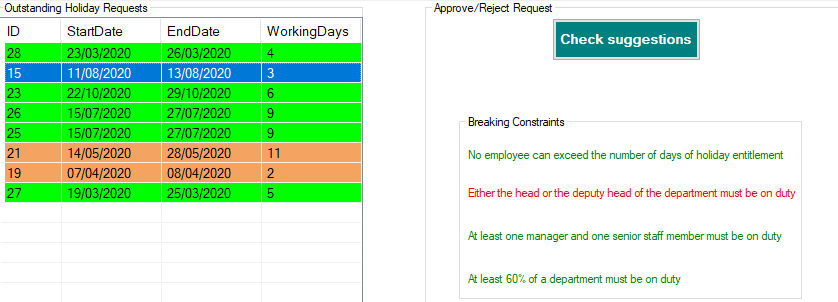 Outstanding Holiday Requests
ID StartDate EndDate WorkingDays
28 23/03/2020 26/03/2020 4
15 11/08/2020 13/08/2020 3
23 22/10/2020 29/10/2020 6
26 15/07/2020 27/07/2020 9
25 15/07/2020 27/07/2020 9
21 14/05/2020 28/05/2020 11
19 07/04/2020 08/04/2020 2
27 19/03/2020 25/03/2020 5
Approve/Reject Request
Check suggestions
Breaking Constraints
No employee can exceed the number of days of holiday entitlement
Either the head or the deputy head of the department must be on duty
At least one manager and one senior staff member must be on duty
At least 60% of a department must be on duty